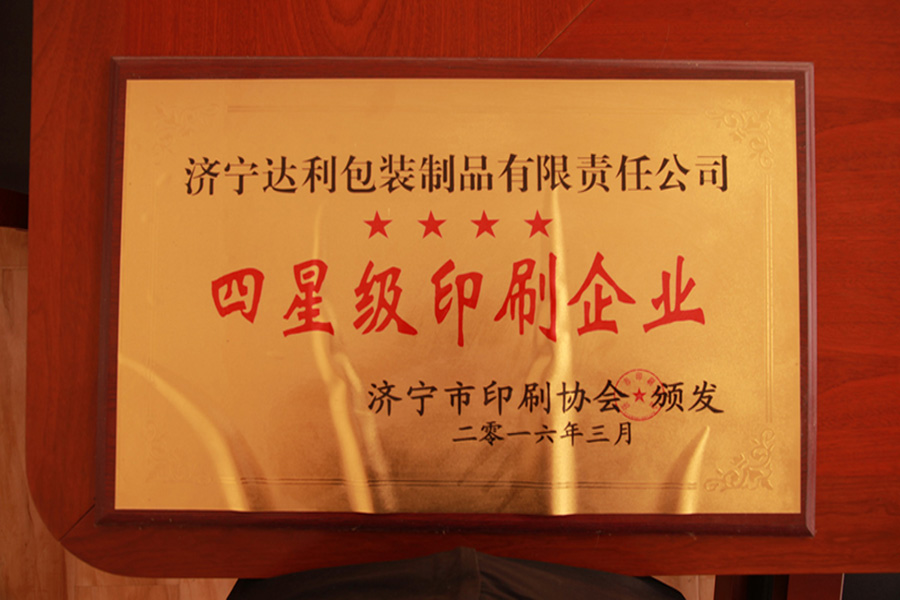 济宁达利包装制品有限责任公司
★★★★
四星级印刷企业
济宁市印刷协会 颁发
二零一六年三月